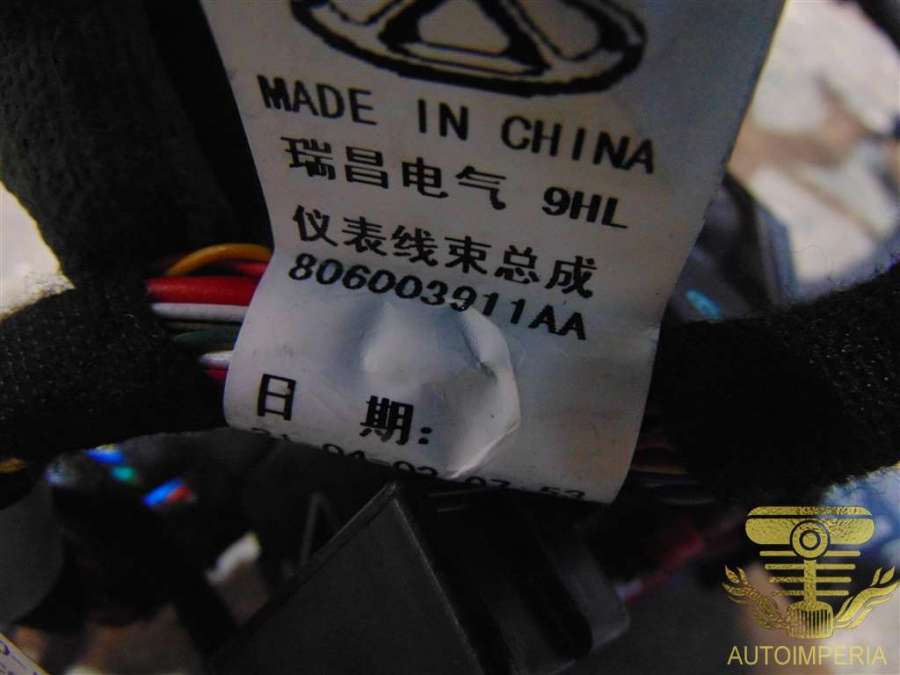 MADE IN CHINA
瑞昌电气 9HL
仪表线束总成
806003911AA
日 期:
AUTOIMPERIA